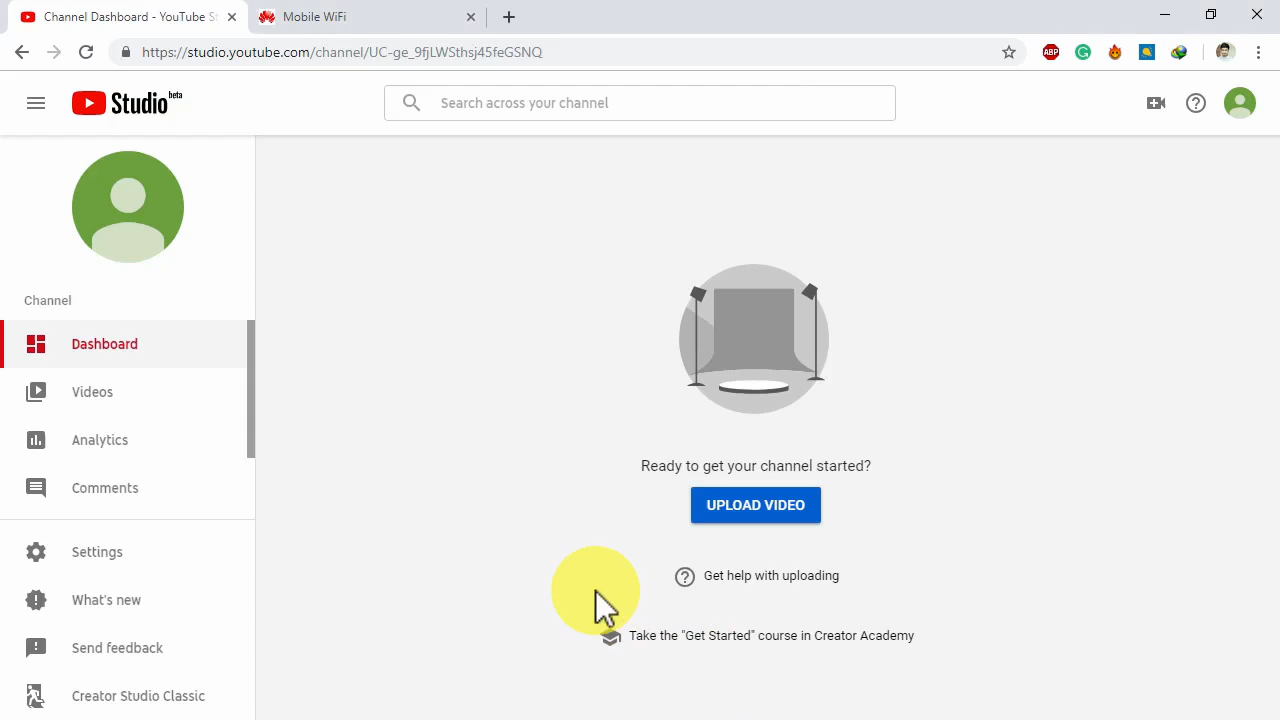 Channel Dashboard - YouTube St
Mobile WiFi
https://studio.youtube.com/channel/UC-ge_9fjLWSthsj45feGSNQ
ABP
Studio beta
Search across your channel
Channel
Dashboard
Videos
Analytics
Comments
Settings
What's new
Send feedback
Creator Studio Classic
Ready to get your channel started?
UPLOAD VIDEO
Get help with uploading
Take the "Get Started" course in Creator Academy